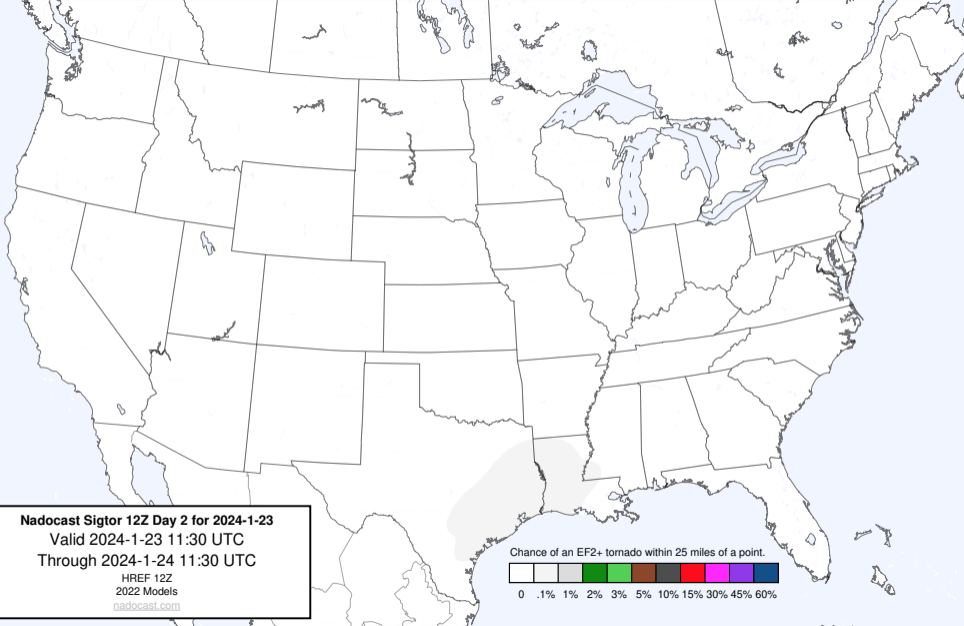 Nadocast Sigtor 12Z Day 2 for 2024-1-23
Valid 2024-1-23 11:30 UTC
Through 2024-1-24 11:30 UTC
HREF 12Z
2022 Models
nadocast.com
Chance of an EF2+ tornado within 25 miles of a point.
0 .1% 1% 2% 3% 5% 10% 15% 30% 45% 60%